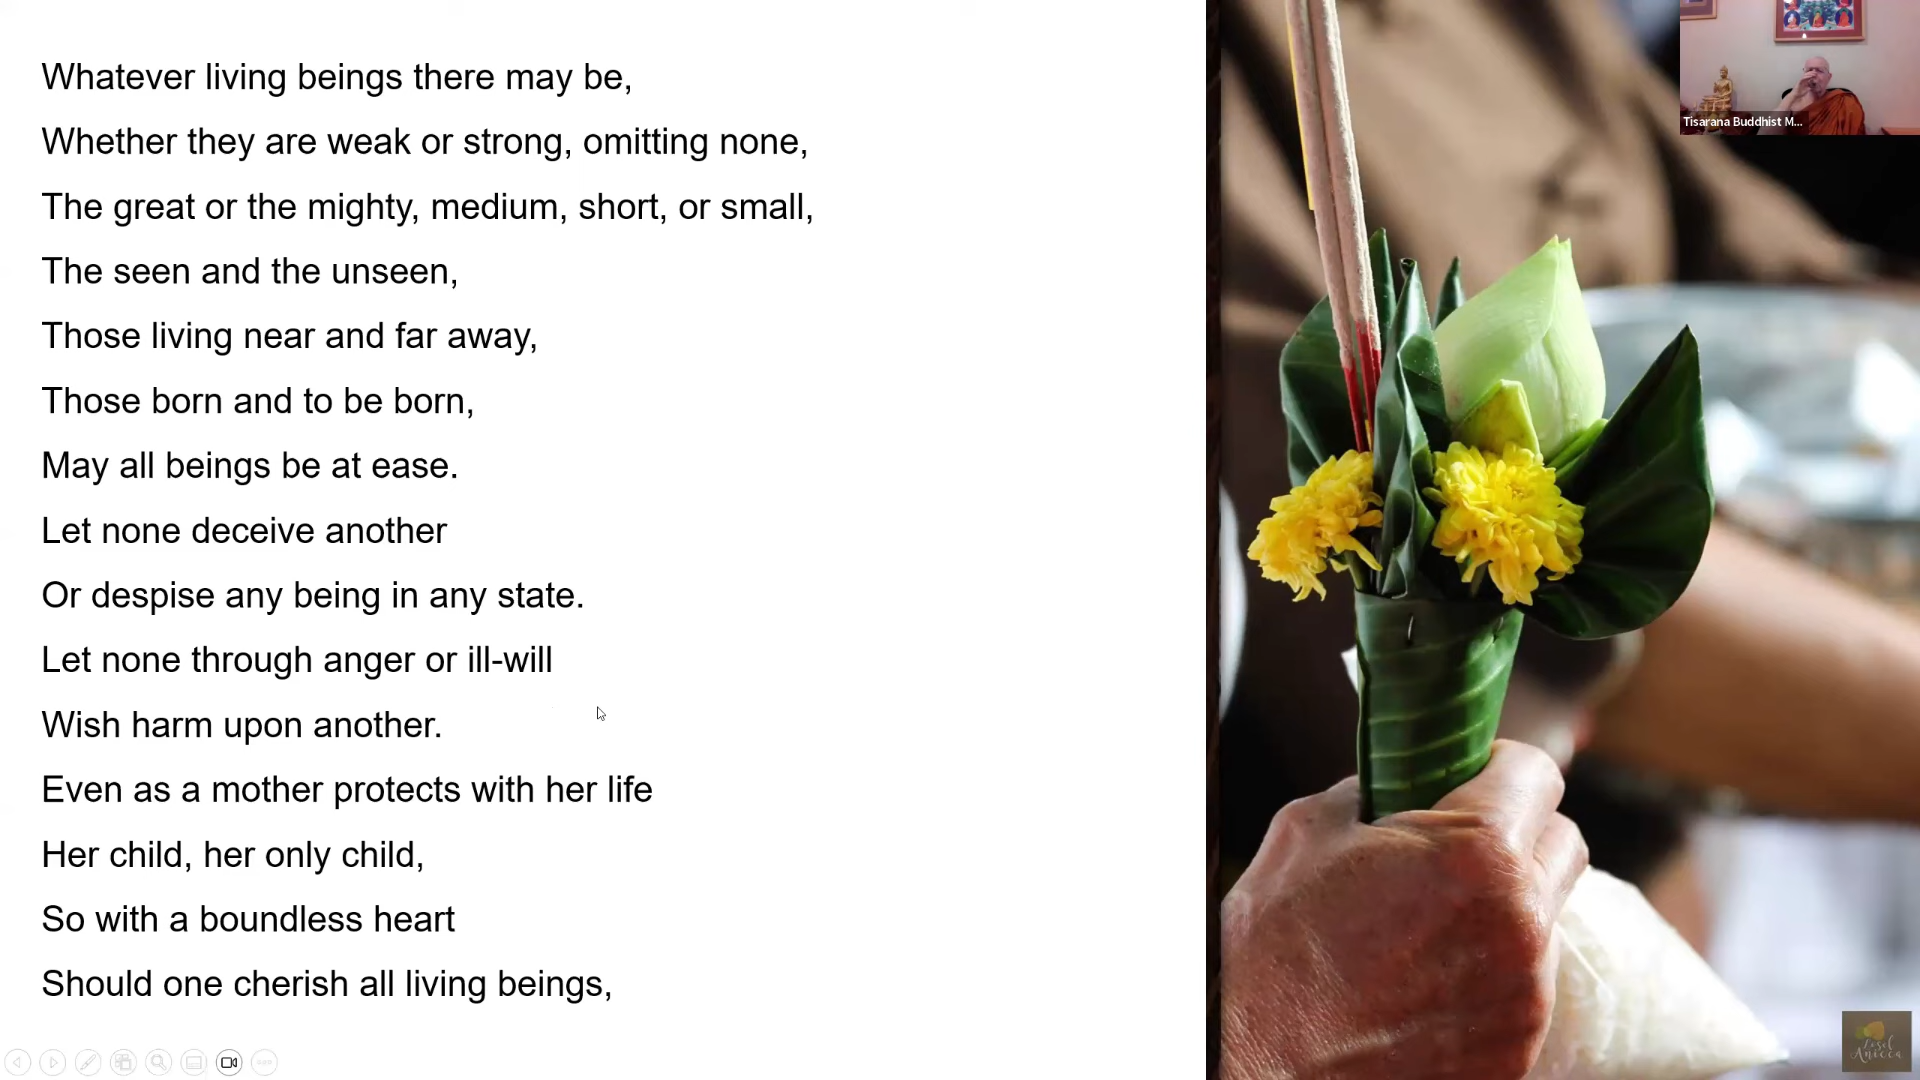 Whatever living beings there may be,
Whether they are weak or strong, omitting none,
The great or the mighty, medium, short, or small,
The seen and the unseen,
Those living near and far away,
Those born and to be born,
May all beings be at ease.
Let none deceive another
Or despise any being in any state.
Let none through anger or ill-will
Wish harm upon another.
Even as a mother protects with her life
Her child, her only child,
So with a boundless heart
Should one cherish all living beings,
Tisarana Buddhist M...
Anicca